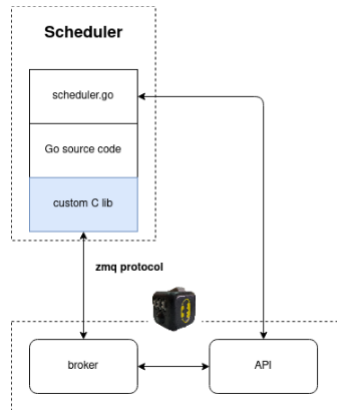 Scheduler
scheduler.go
Go source code
custom C lib
zmq protocol
broker
API